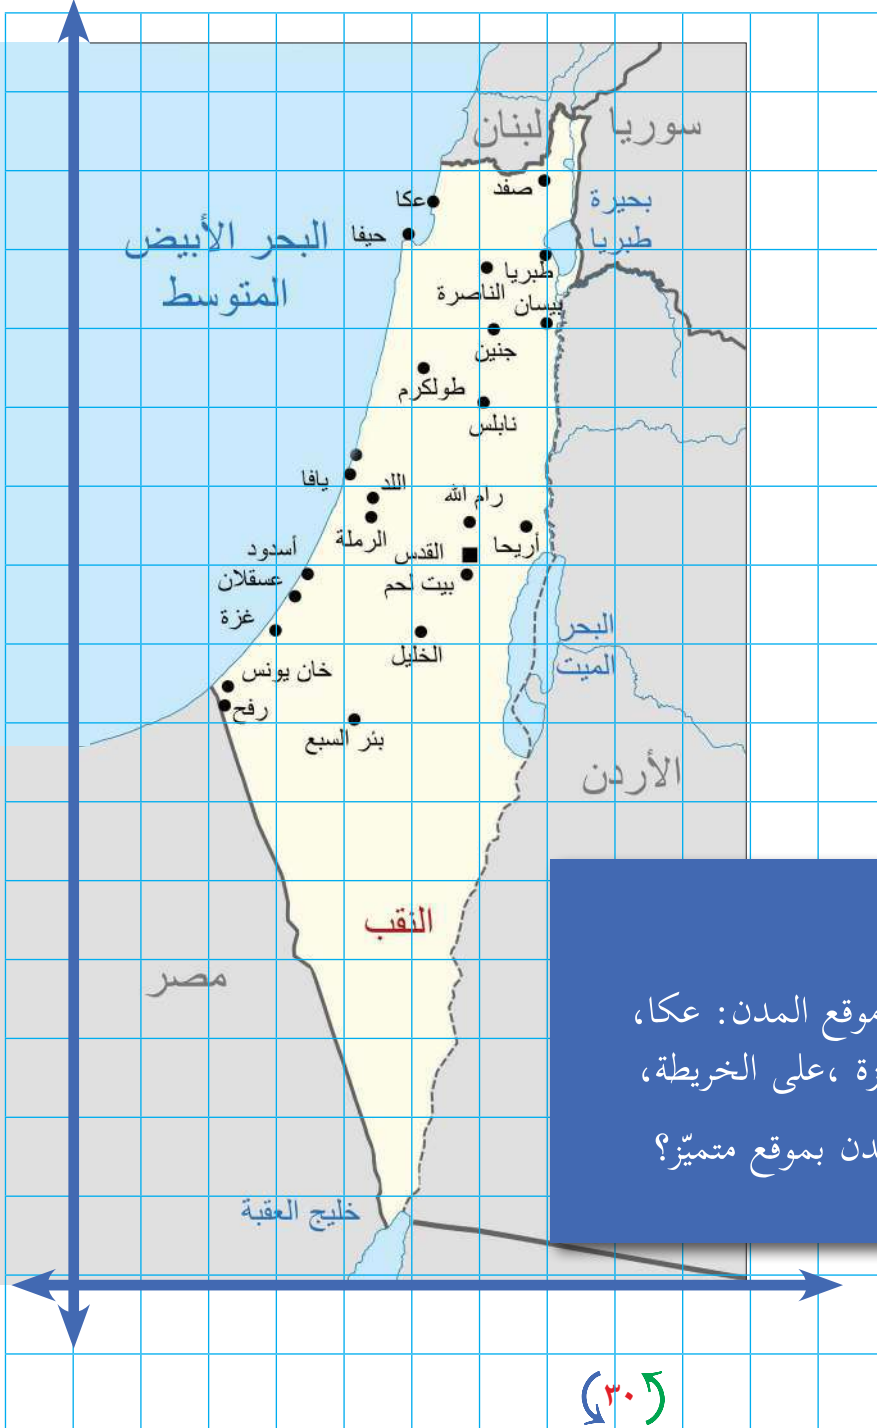 لبنان
سوريا
صفد
عكا
بحيرة
طبريا
حيفا
البحر الأبيض
المتوسط
طبريا
الناصرة
بيسان
جنين
طولكرم
نابلس
يافا
اللد
رام الله
الرملة
أريحا
القدس
أسدود
بيت لحم
عسقلان
غزة
البحر
الميت
الخليل
خان يونس
رفح
بئر السبع
الأردن
النقب
مصر
موقع المدن: عكا،
على الخريطة،
بموقع متميّز؟
خليج العقبة
٣٠